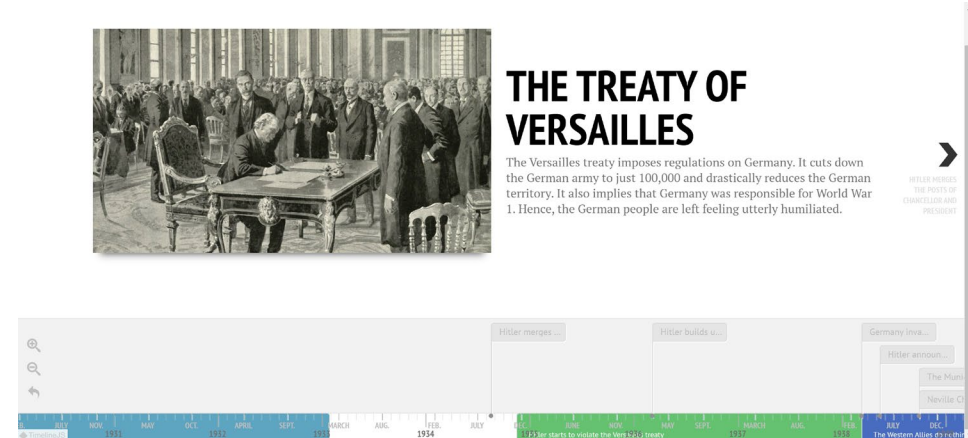 THE TREATY OF
VERSAILLES
The Versailles treaty imposes regulations on Germany. It cuts down
the German army to just 100,000 and drastically reduces the German
territory. It also implies that Germany was responsible for World War
1. Hence, the German people are left feeling utterly humiliated.
HITLER MERGES
THE POSTS OF
CHANCELLOR AND
PRESIDENT
Hitler merges ...
Hitler builds u...
Germany inva...
Hitler announ...
The Muni
Neville Ch
JULY NOV. MAY OCT. APRIL SEPT. MARCH AUG. FEB. JULY DEC. JUNE NOV. MAY SEPT. MARCH AUG. FEB. JULY DEC.
TimelineJS 1931 1932 1933 1934 1935 Hitler starts to violate the Versailles treaty 1936 1937 1938 The Western Allies do nothing